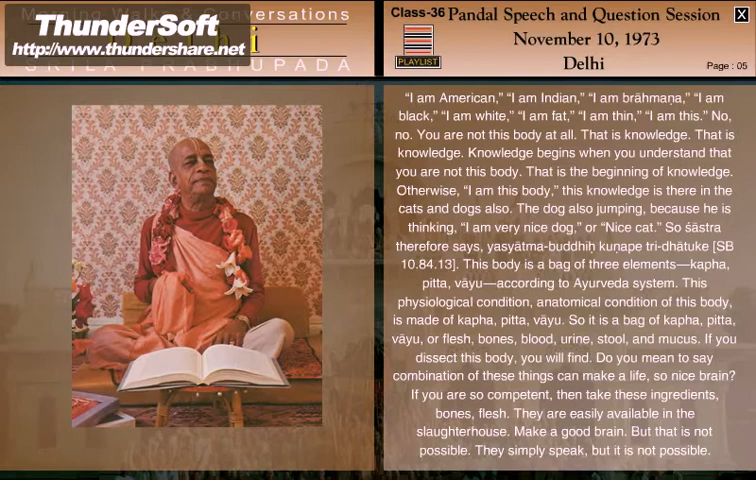 ThunderSoft
http://www.thundershare.net
Morning Walks & Conversations
SRILA PRABHUPADA
Class-36 Pandal Speech and Question Session
November 10, 1973
Delhi
PLAYLIST
X
Page : 05
“I am American,” “I am Indian,” “I am brāhmaṇa,” “I am
black,” “I am white,” “I am fat,” “I am thin,” “I am this.” No,
no. You are not this body at all. That is knowledge. That is
knowledge. Knowledge begins when you understand that
you are not this body. That is the beginning of knowledge.
Otherwise, “I am this body,” this knowledge is there in the
cats and dogs also. The dog also jumping, because he is
thinking, “I am very nice dog,” or “Nice cat.” So śāstra
therefore says, yasyātma-buddhiḥ kuṇape tri-dhātuke [SB
10.84.13]. This body is a bag of three elements—kapha,
pitta, vāyu—according to Ayurveda system. This
physiological condition, anatomical condition of this body,
is made of kapha, pitta, vāyu. So it is a bag of kapha, pitta,
vāyu, or flesh, bones, blood, urine, stool, and mucus. If you
dissect this body, you will find. Do you mean to say
combination of these things can make a life, so nice brain?
If you are so competent, then take these ingredients,
bones, flesh. They are easily available in the
slaughterhouse. Make a good brain. But that is not
possible. They simply speak, but it is not possible.